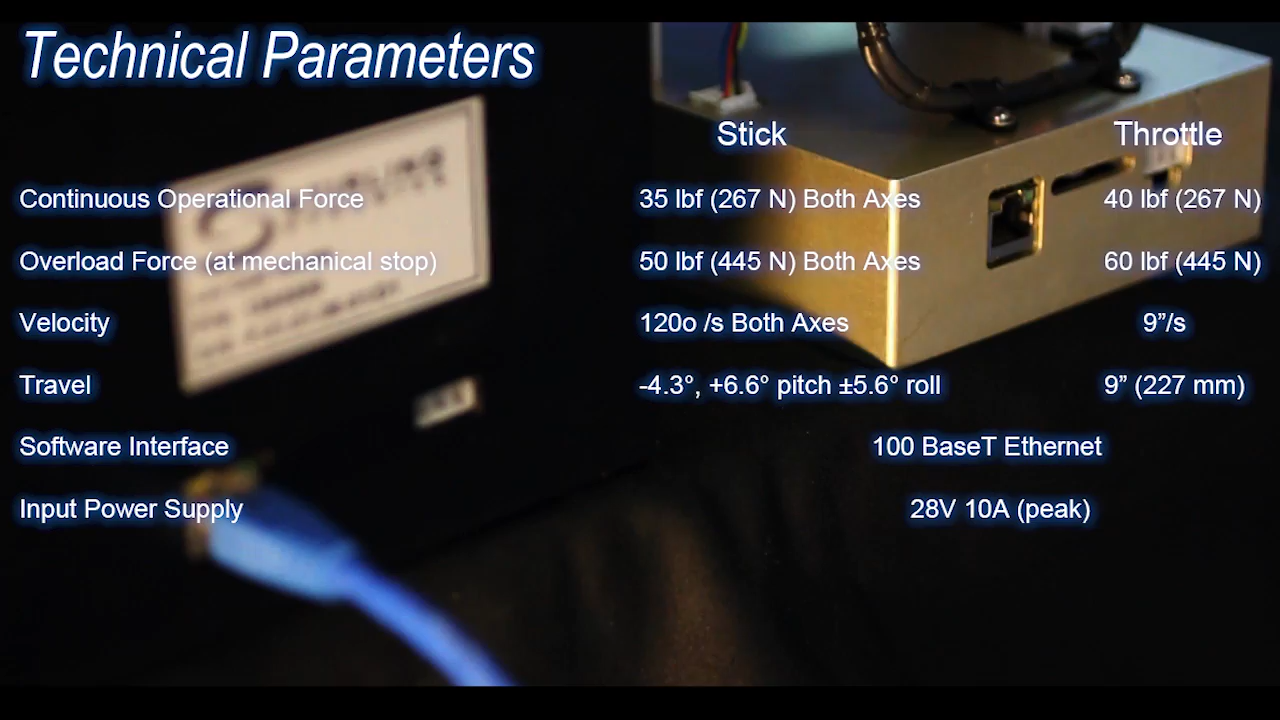 Technical Parameters
Stick Throttle
Continuous Operational Force 35 lbf (267 N) Both Axes 40 lbf (267 N)
Overload Force (at mechanical stop) 50 lbf (445 N) Both Axes 60 lbf (445 N)
Velocity 120o /s Both Axes 9”/s
Travel -4.3°, +6.6° pitch ±5.6° roll 9” (227 mm)
Software Interface 100 BaseT Ethernet
Input Power Supply 28V 10A (peak)